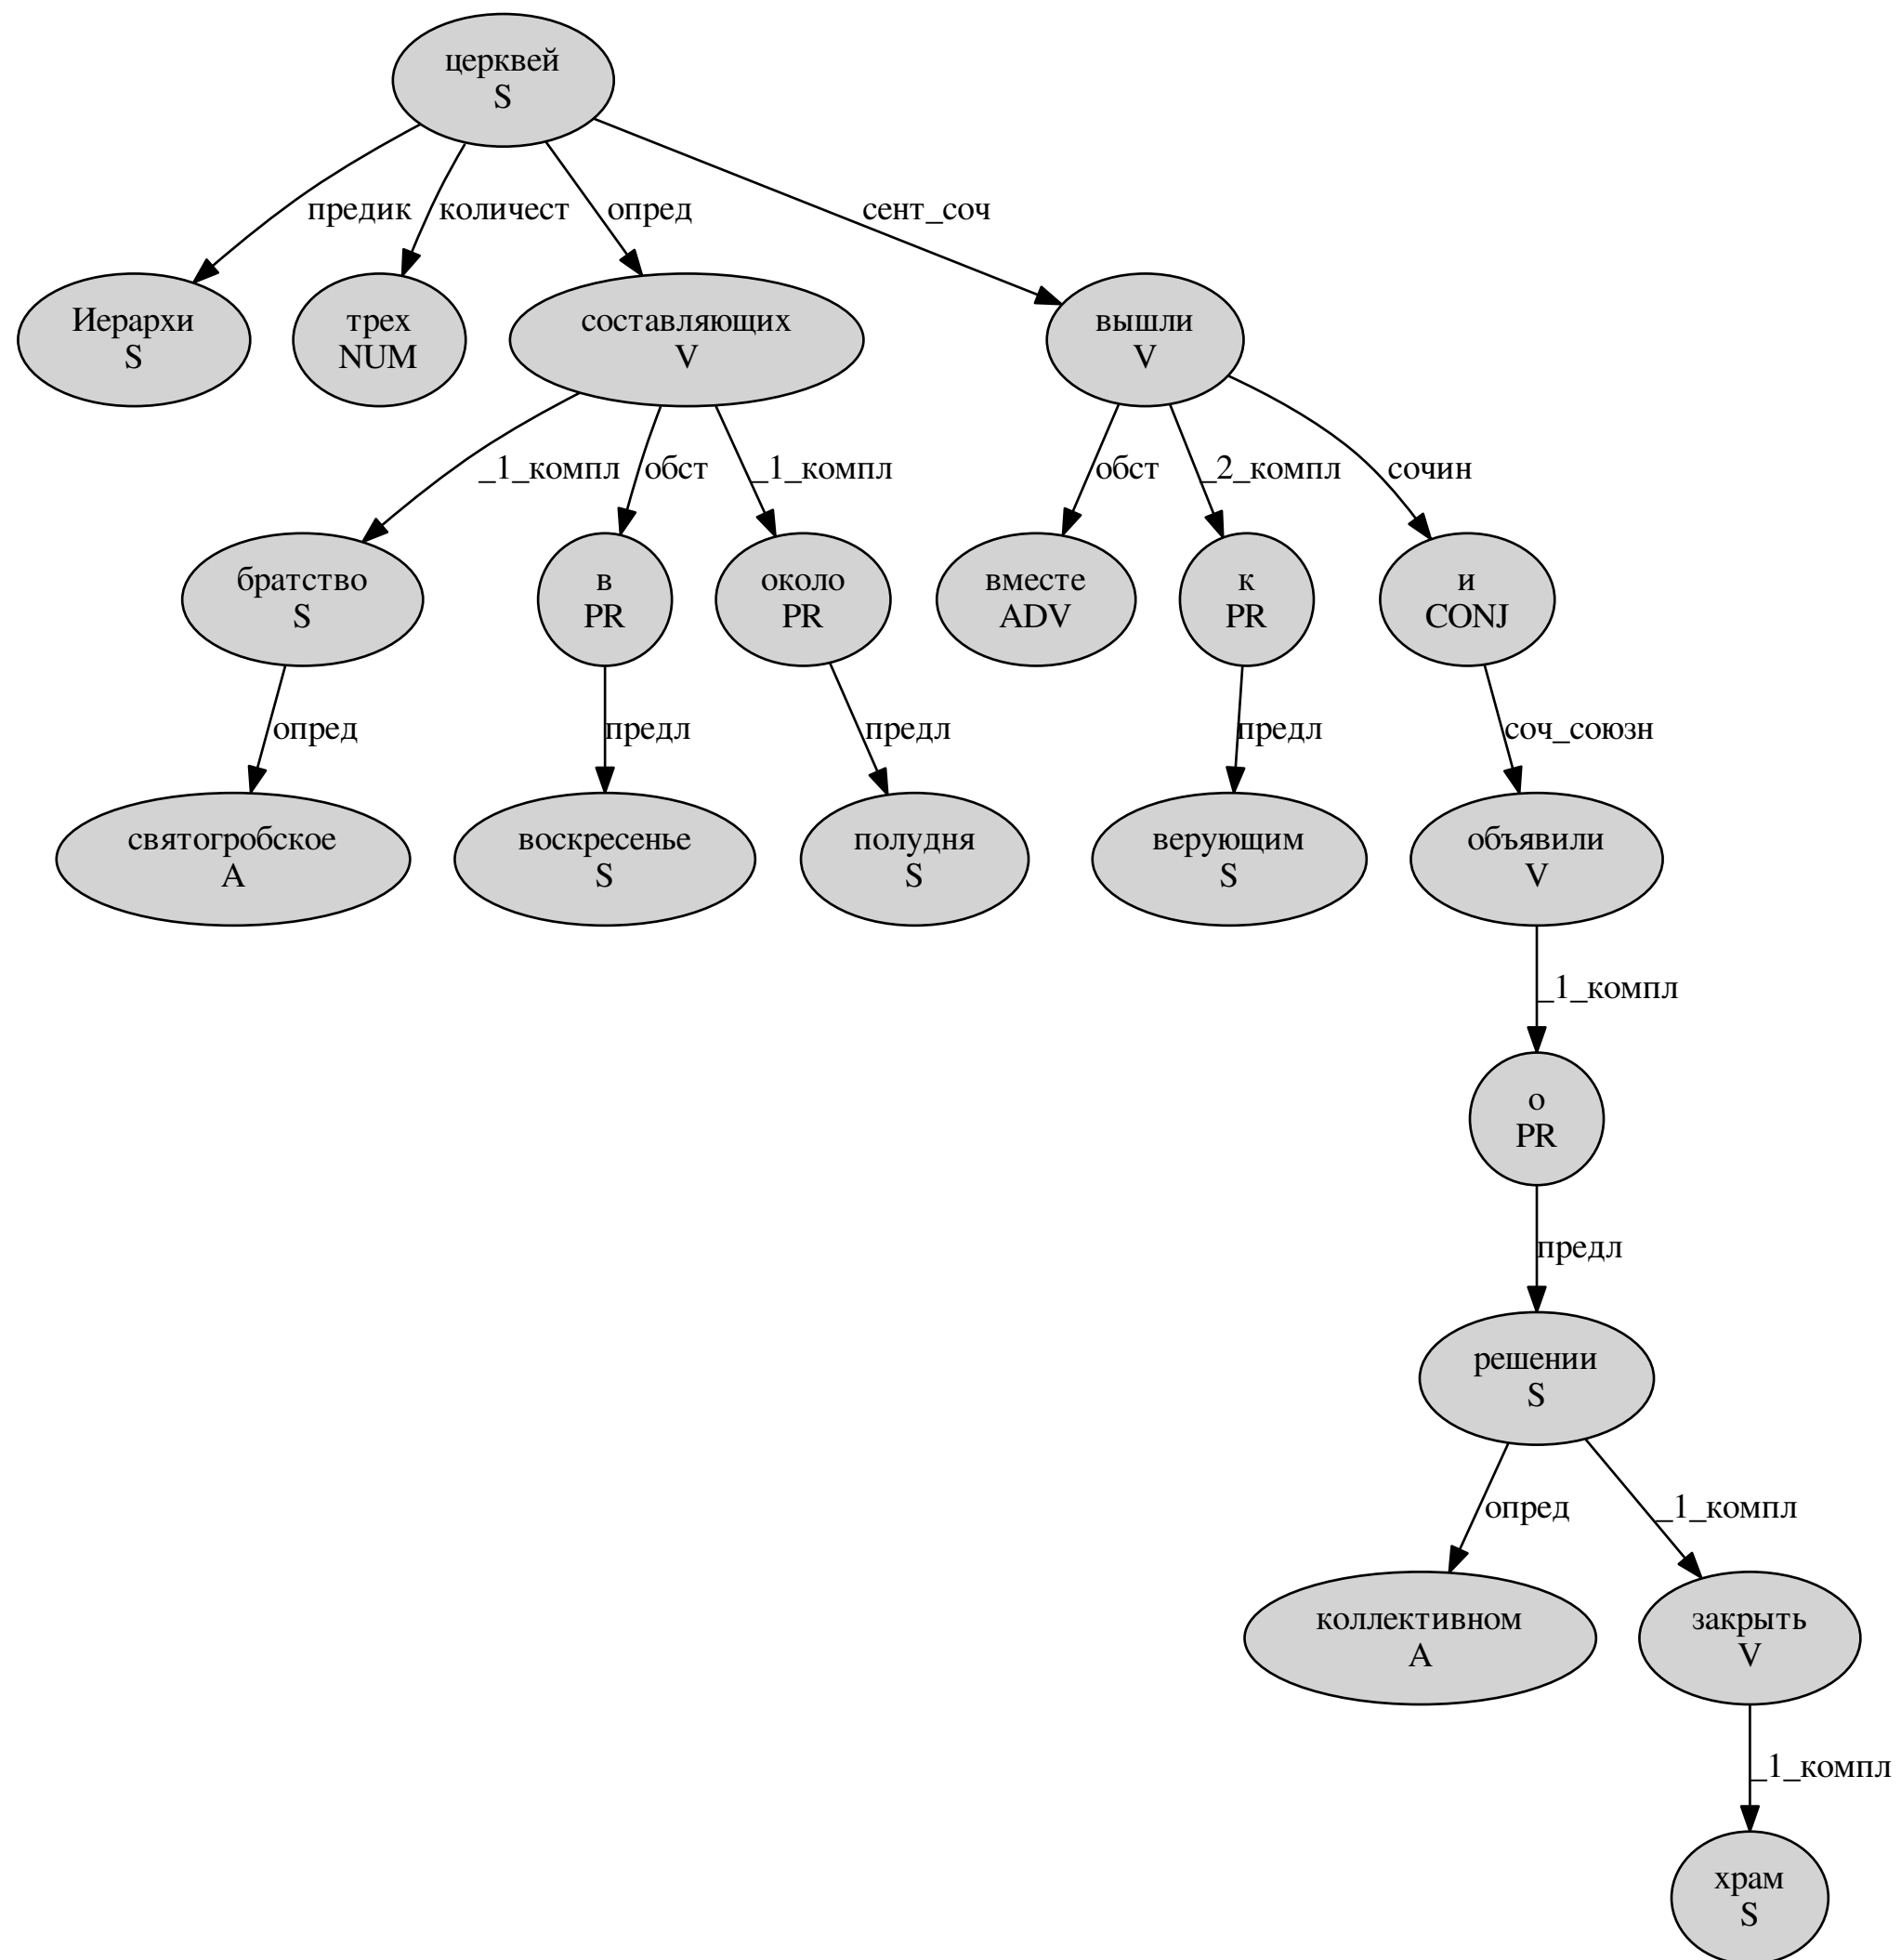 церквей
S
предик
количест
опред
сент_соч
Иерархи
S
трех
NUM
составляющих
V
вышли
V
_1_компл
обст
_1_компл
обст
_2_компл
сочин
братство
S
в
PR
около
PR
вместе
ADV
к
PR
и
CONJ
опред
предл
предл
предл
соч_союзн
святогробское
A
воскресенье
S
полудня
S
верующим
S
объявили
V
_1_компл
о
PR
предл
решении
S
опред
_1_компл
коллективном
A
закрыть
V
_1_компл
храм
S